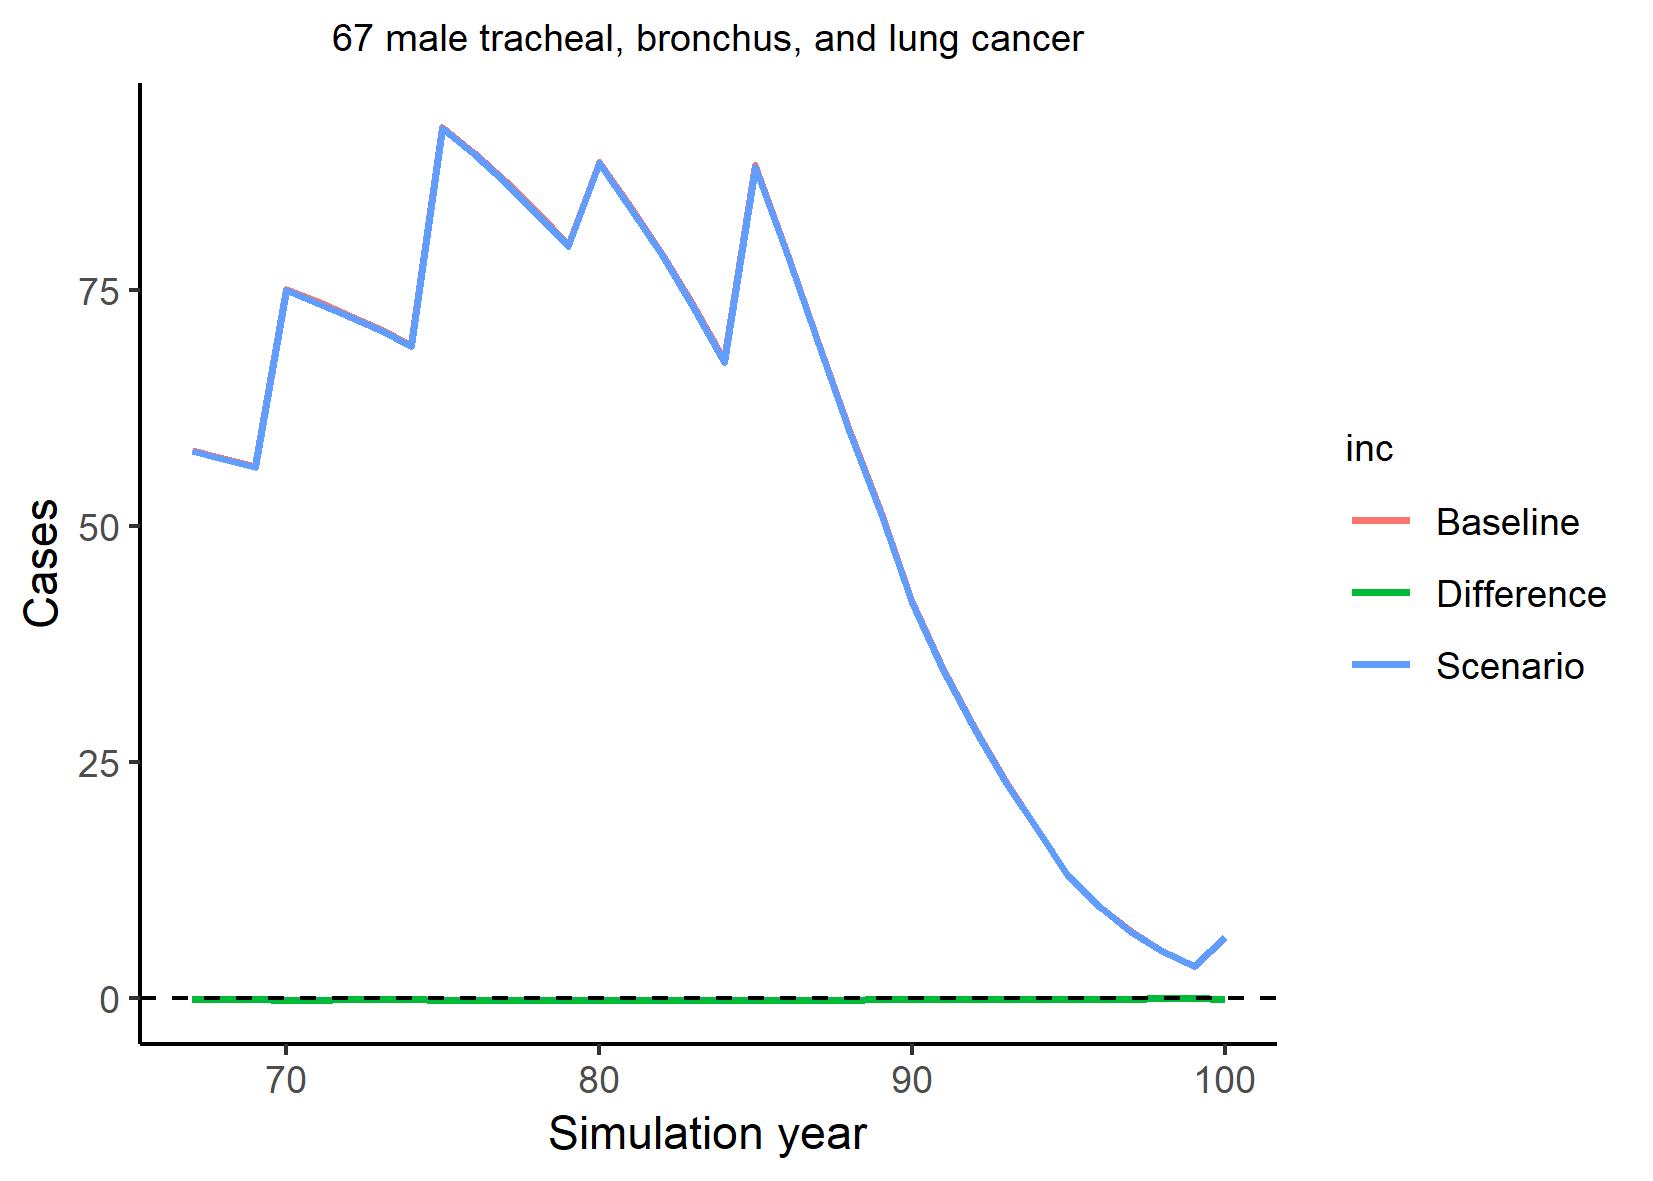 67 male tracheal, bronchus, and lung cancer
Cases
75
50
25
0
70 80 90 100
Simulation year
inc
Baseline
Difference
Scenario